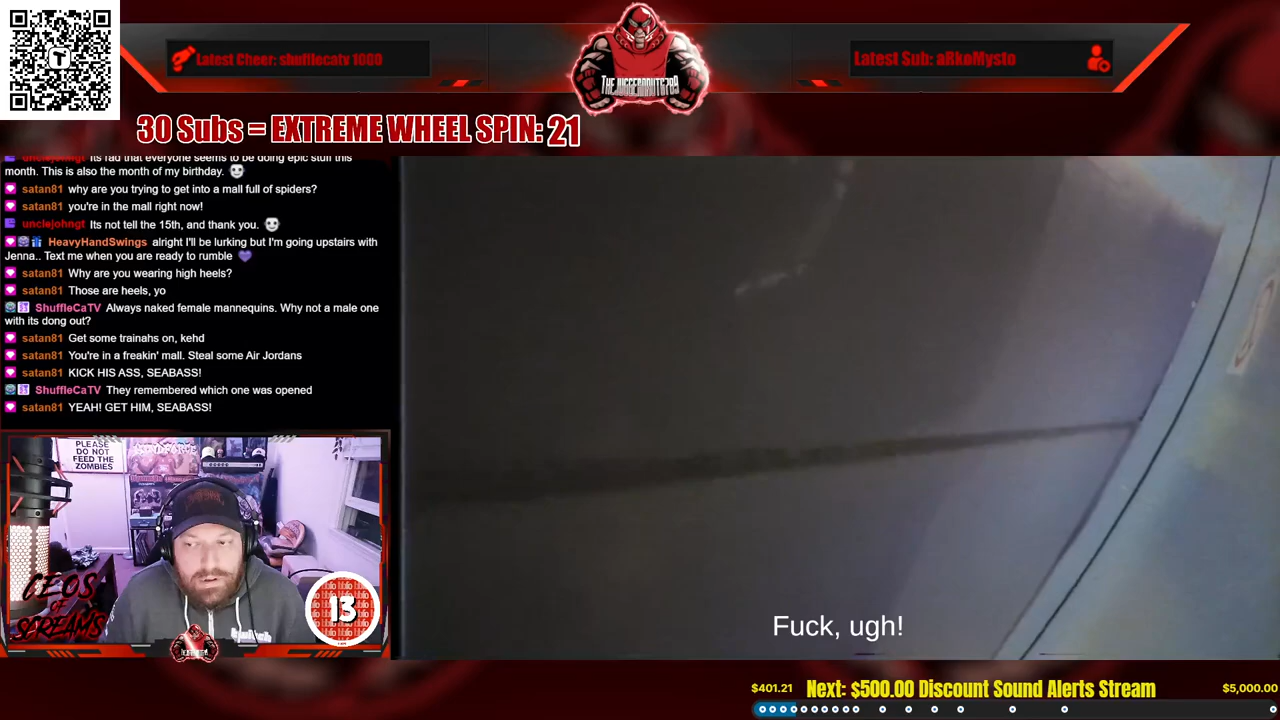 Latest Cheer: shufflecatv 1000
THEJUGGERNAUT6789
Latest Sub: aRkoMysto
30 Subs = EXTREME WHEEL SPIN: 21
unclejohngt Its rad that everyone seems to be doing epic stuff this
month. This is also the month of my birthday.
satan81 why are you trying to get into a mall full of spiders?
satan81 you're in the mall right now!
unclejohngt Its not tell the 15th, and thank you.
HeavyHandSwings alright I'll be lurking but I'm going upstairs with
Jenna.. Text me when you are ready to rumble
satan81 Why are you wearing high heels?
satan81 Those are heels, yo
ShuffleCaTV Always naked female mannequins. Why not a male one
with its dong out?
satan81 Get some trainahs on, kehd
satan81 You're in a freakin' mall. Steal some Air Jordans
satan81 KICK HIS ASS, SEABASS!
ShuffleCaTV They remembered which one was opened
satan81 YEAH! GET HIM, SEABASS!
PLEASE
DO NOT
FEED THE
ZOMBIES
CEOS
OF
STREAMS
13
twitch
Fuck, ugh!
$401.21 Next: $500.00 Discount Sound Alerts Stream $5,000.00